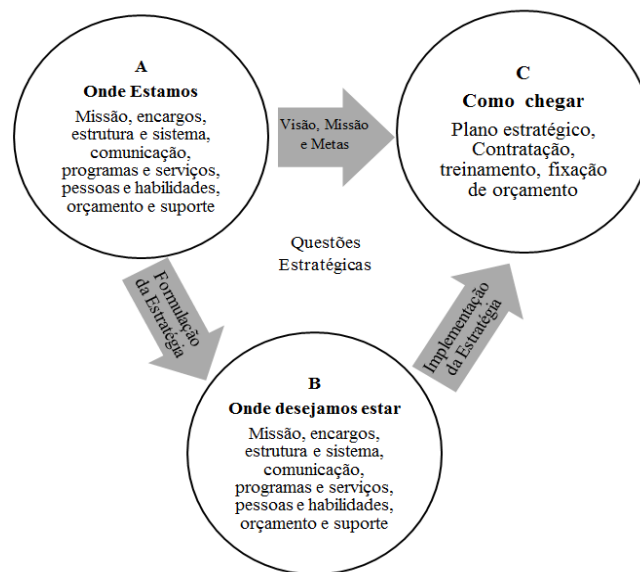 A
Onde Estamos
Missão, encargos,
estrutura e sistema,
comunicação,
programas e serviços,
pessoas e habilidades,
orçamento e suporte
Visão, Missão
e Metas
C
Como chegar
Plano estratégico,
Contratação,
treinamento, fixação
de orçamento
Questões
Estratégicas
Formulação
da Estratégia
Implementação
da Estratégia
B
Onde desejamos estar
Missão, encargos,
estrutura e sistema,
comunicação,
programas e serviços,
pessoas e habilidades,
orçamento e suporte